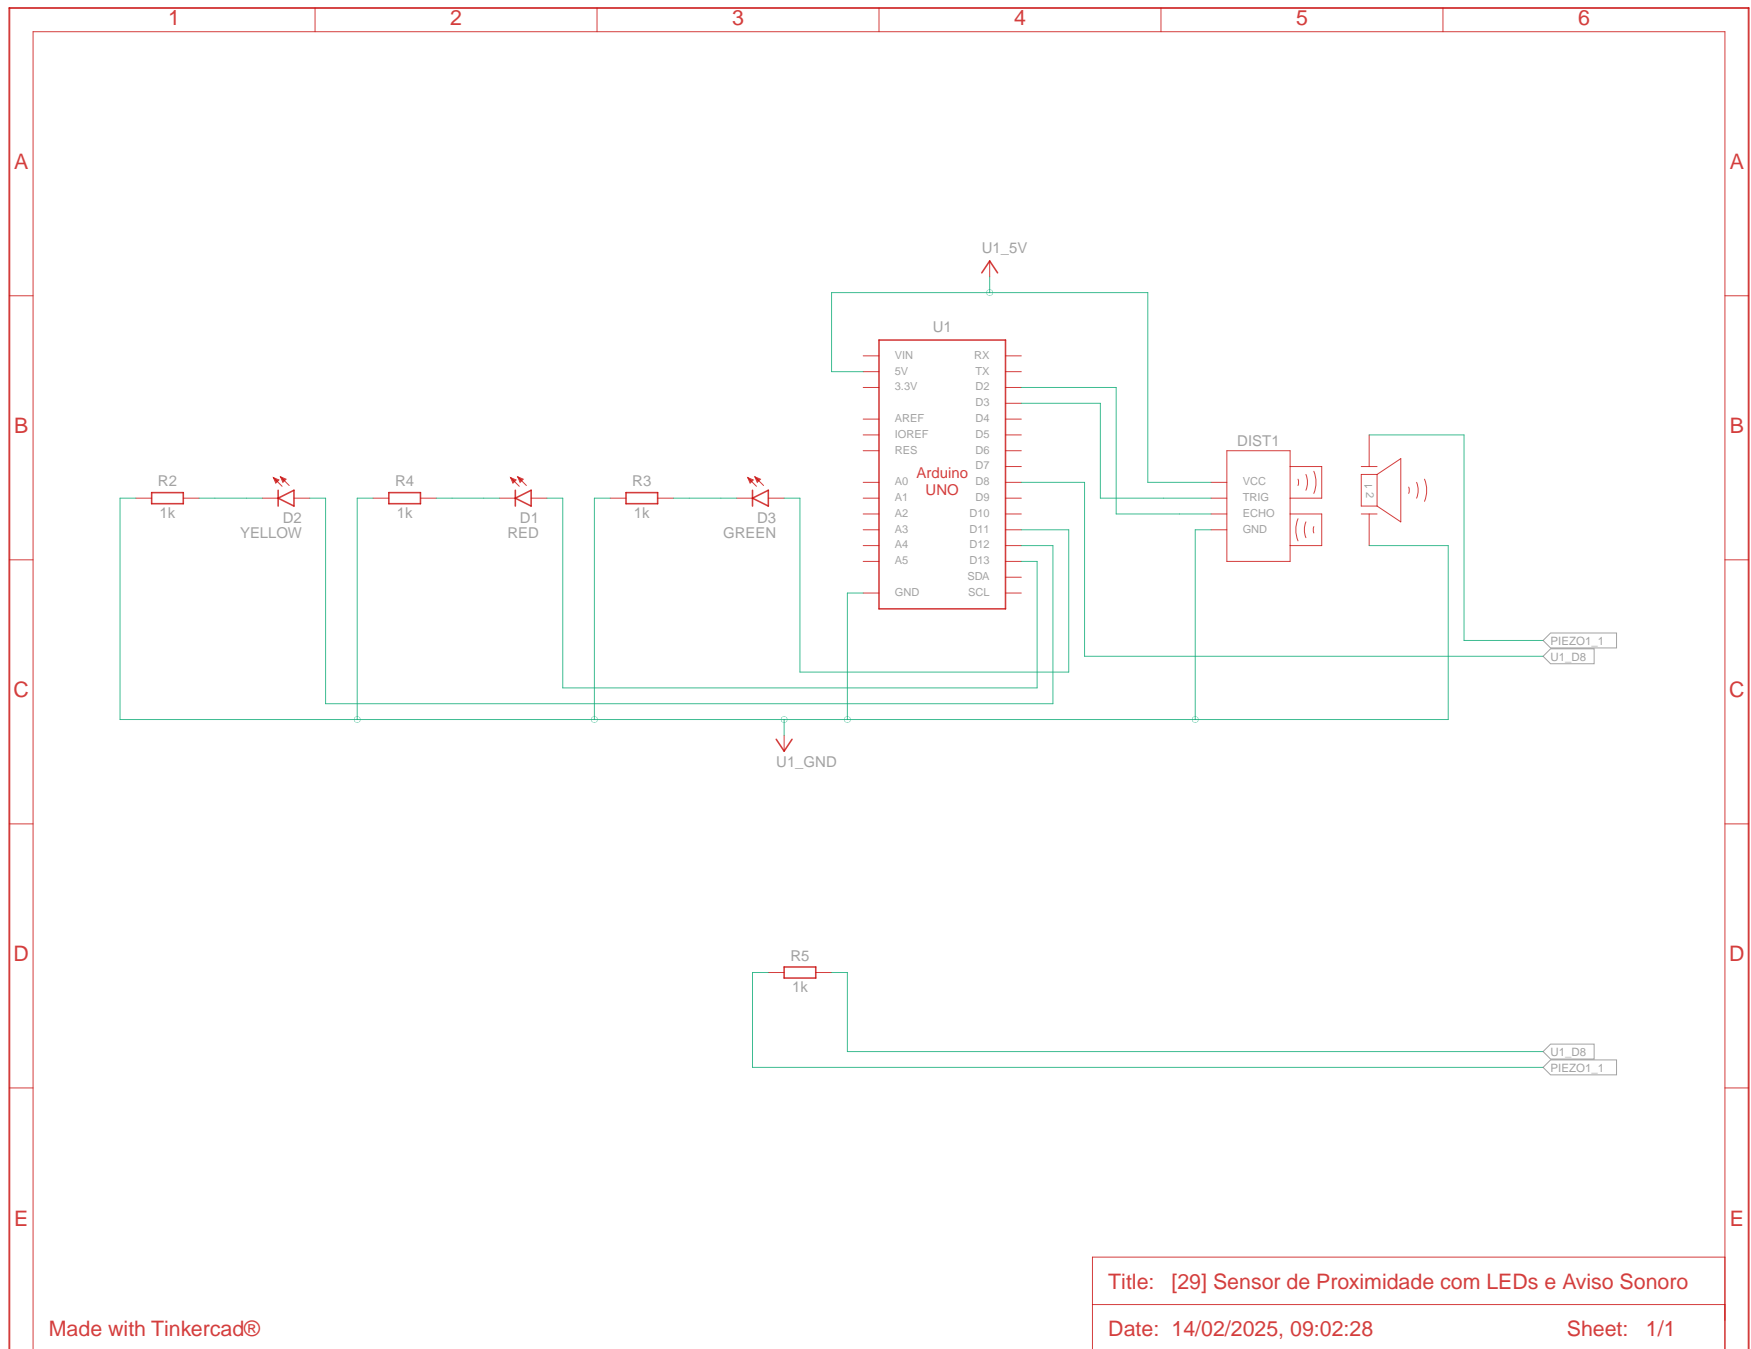 1 2 3 4 5 6
A A
U1_5V
B B
U1
VIN RX
5V TX
3.3V D2
D3
AREF D4
IOREF D5
RES D6
D7
A0 D8
A1 D9
A2 D10
A3 D11
A4 D12
A5 D13
SDA
GND SCL
Arduino
UNO
DIST1
VCC
TRIG
ECHO
GND
1 2
R2
1k
D2
YELLOW
R4
1k
D1
RED
R3
1k
D3
GREEN
PIEZO1_1
U1_D8
C C
U1_GND
D D
R5
1k
U1_D8
PIEZO1_1
E E
Title: [29] Sensor de Proximidade com LEDs e Aviso Sonoro
Made with Tinkercad®
Date: 14/02/2025, 09:02:28 Sheet: 1/1